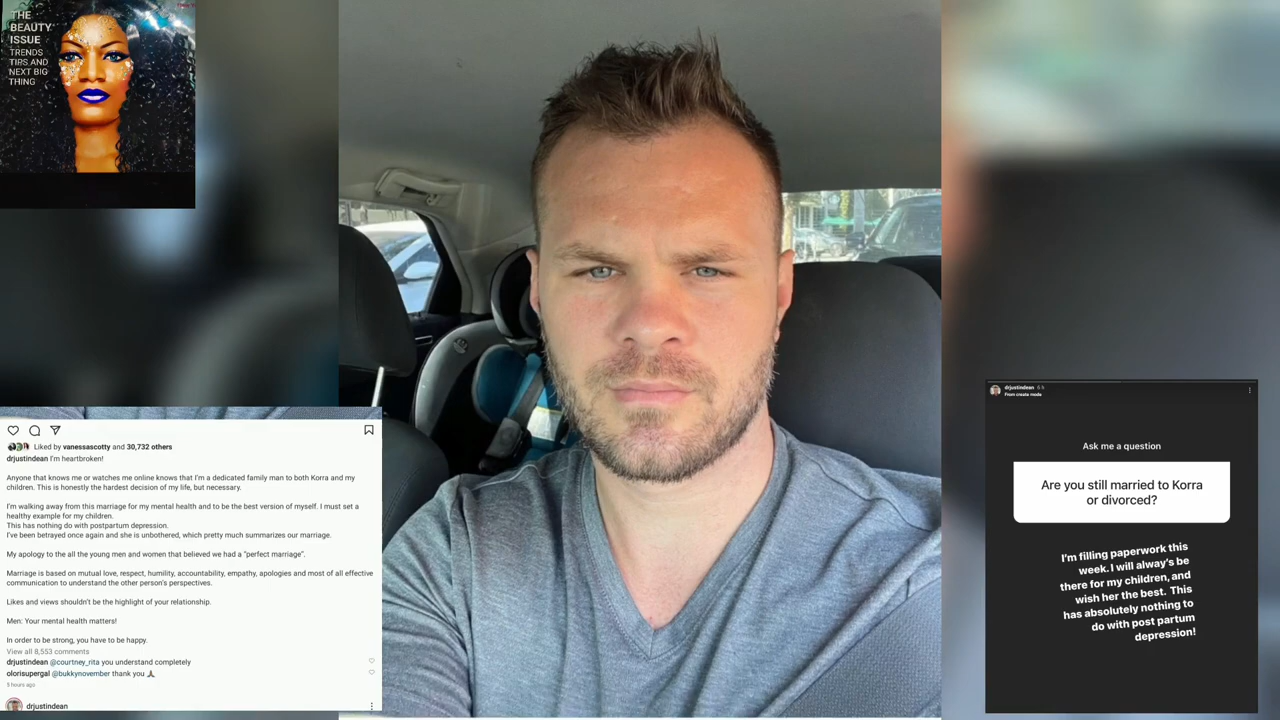 THE
BEAUTY
ISSUE
TRENDS
TIPS AND
NEXT BIG
THING
Liked by vanessascotty and 30,732 others
drjustindean I'm heartbroken!
Anyone that knows me or watches me online knows that I'm a dedicated family man to both Korra and my
children. This is honestly the hardest decision of my life, but necessary.
I'm walking away from this marriage for my mental health and to be the best version of myself. I must set a
healthy example for my children.
This has nothing do with postpartum depression.
I've been betrayed once again and she is unbothered, which pretty much summarizes our marriage.
My apology to the all the young men and women that believed we had a "perfect marriage".
Marriage is based on mutual love, respect, humility, accountability, empathy, apologies and most of all effective
communication to understand the other person's perspectives.
Likes and views shouldn't be the highlight of your relationship.
Men: Your mental health matters!
In order to be strong, you have to be happy.
View all 8,553 comments
drjustindean @courtney_rita you understand completely
olorisupergal @bukkynovember thank you 🙏🏾
5 hours ago
drjustindean
drjustindean 6 h
From create mode
Ask me a question
Are you still married to Korra
or divorced?
I'm filling paperwork this
week. I will alway's be
there for my children, and
wish her the best. This
has absolutely nothing to
do with post partum
depression!